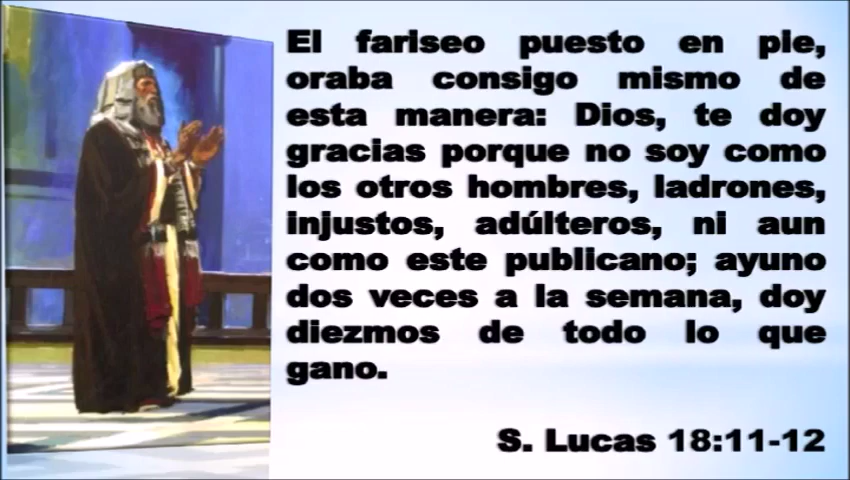 El fariseo puesto en pie,
oraba consigo mismo de
esta manera: Dios, te doy
gracias porque no soy como
los otros hombres, ladrones,
injustos, adúlteros, ni aun
como este publicano; ayuno
dos veces a la semana, doy
diezmos de todo lo que
gano.
S. Lucas 18:11-12